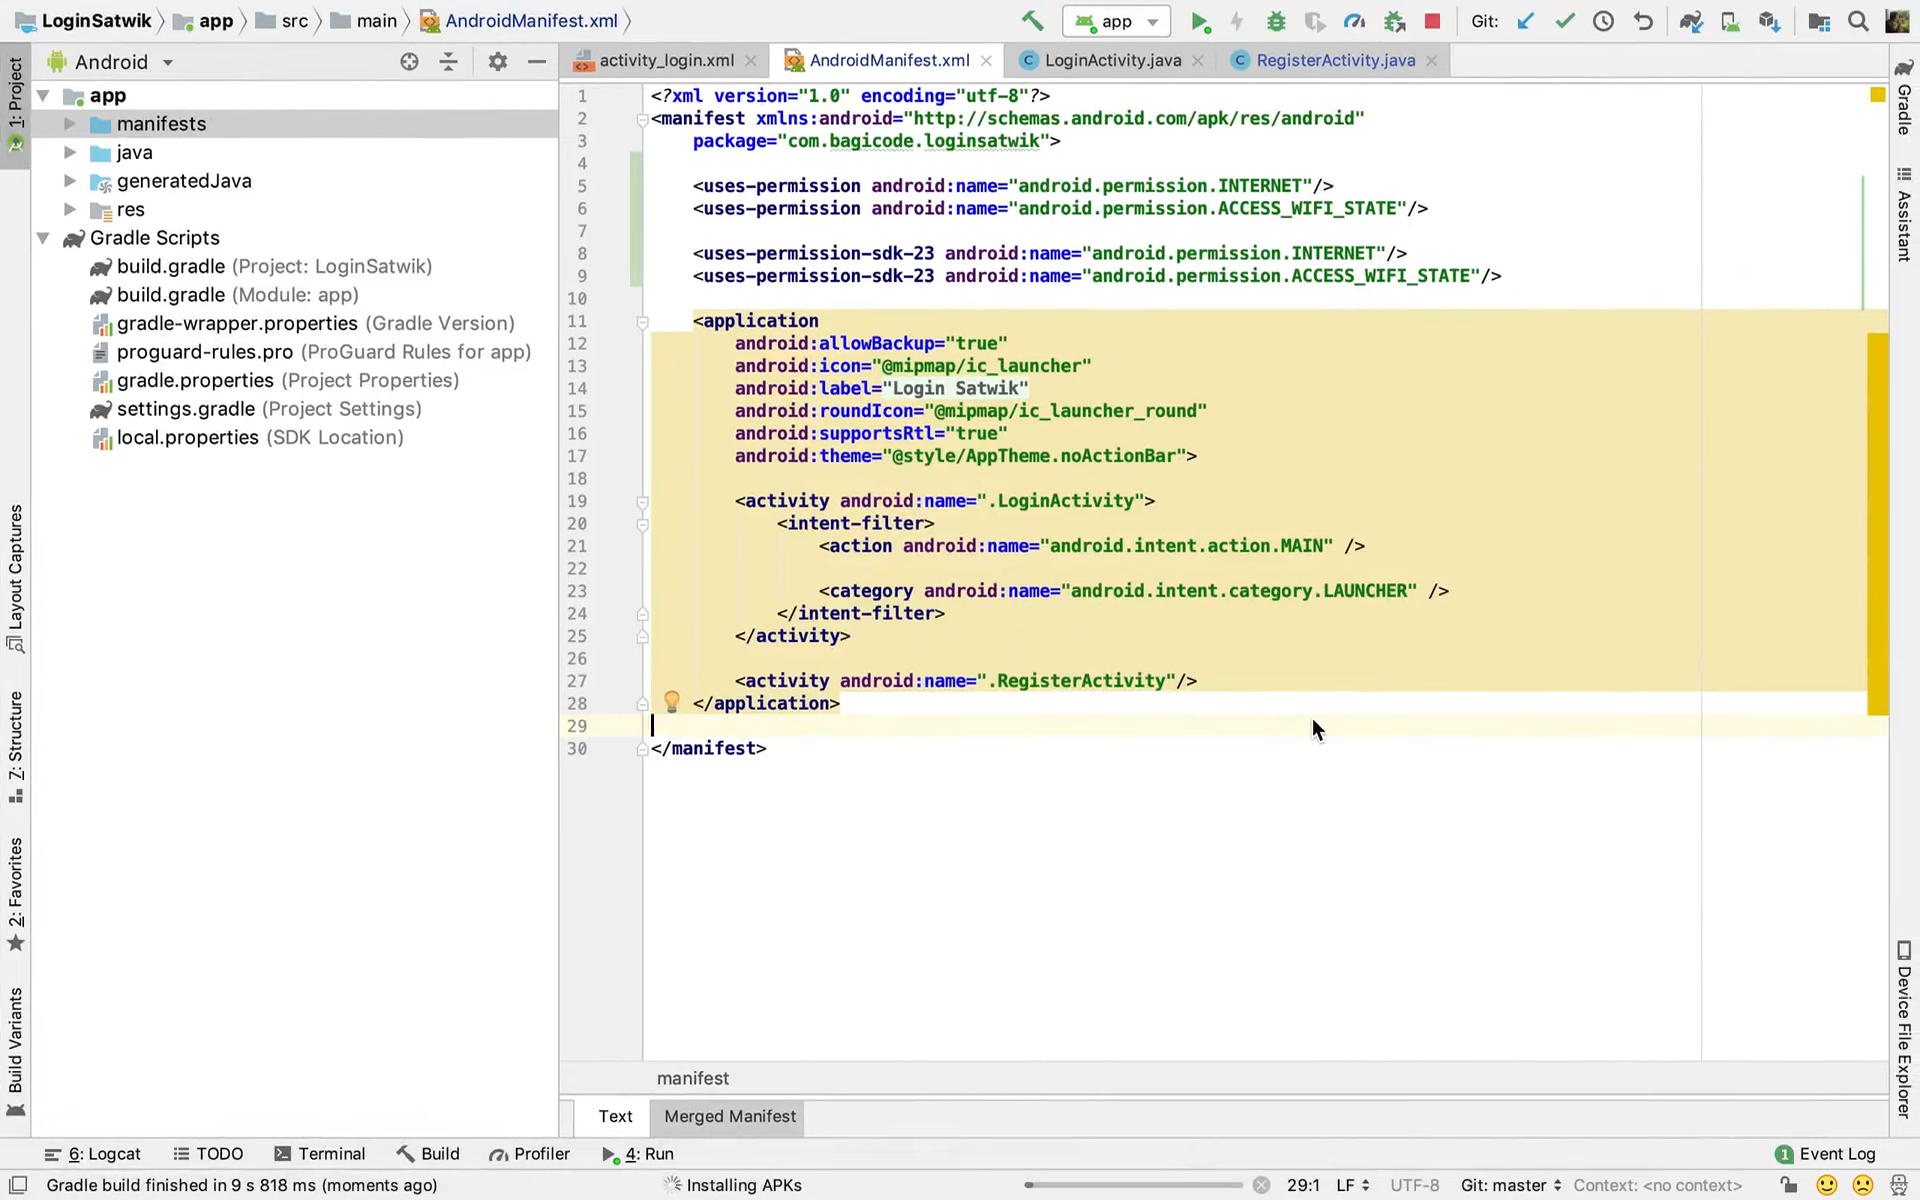 LoginSatwik app src main AndroidManifest.xml app Git:
1: Project
Android
app
manifests
java
generatedJava
res
Gradle Scripts
build.gradle (Project: LoginSatwik)
build.gradle (Module: app)
gradle-wrapper.properties (Gradle Version)
proguard-rules.pro (ProGuard Rules for app)
gradle.properties (Project Properties)
settings.gradle (Project Settings)
local.properties (SDK Location)
Layout Captures
7: Structure
2: Favorites
Build Variants
activity_login.xml AndroidManifest.xml LoginActivity.java RegisterActivity.java
1 <?xml version="1.0" encoding="utf-8"?>
2 <manifest xmlns:android="http://schemas.android.com/apk/res/android"
3 package="com.bagicode.loginsatwik">
4
5 <uses-permission android:name="android.permission.INTERNET"/>
6 <uses-permission android:name="android.permission.ACCESS_WIFI_STATE"/>
7
8 <uses-permission-sdk-23 android:name="android.permission.INTERNET"/>
9 <uses-permission-sdk-23 android:name="android.permission.ACCESS_WIFI_STATE"/>
10
11 <application
12 android:allowBackup="true"
13 android:icon="@mipmap/ic_launcher"
14 android:label="Login Satwik"
15 android:roundIcon="@mipmap/ic_launcher_round"
16 android:supportsRtl="true"
17 android:theme="@style/AppTheme.noActionBar">
18
19 <activity android:name=".LoginActivity">
20 <intent-filter>
21 <action android:name="android.intent.action.MAIN" />
22
23 <category android:name="android.intent.category.LAUNCHER" />
24 </intent-filter>
25 </activity>
26
27 <activity android:name=".RegisterActivity"/>
28 </application>
29
30 </manifest>
manifest
Text Merged Manifest
Gradle
Assistant
Device File Explorer
6: Logcat TODO Terminal Build Profiler 4: Run 1 Event Log
Gradle build finished in 9 s 818 ms (moments ago) Installing APKs 29:1 LF UTF-8 Git: master Context: <no context>